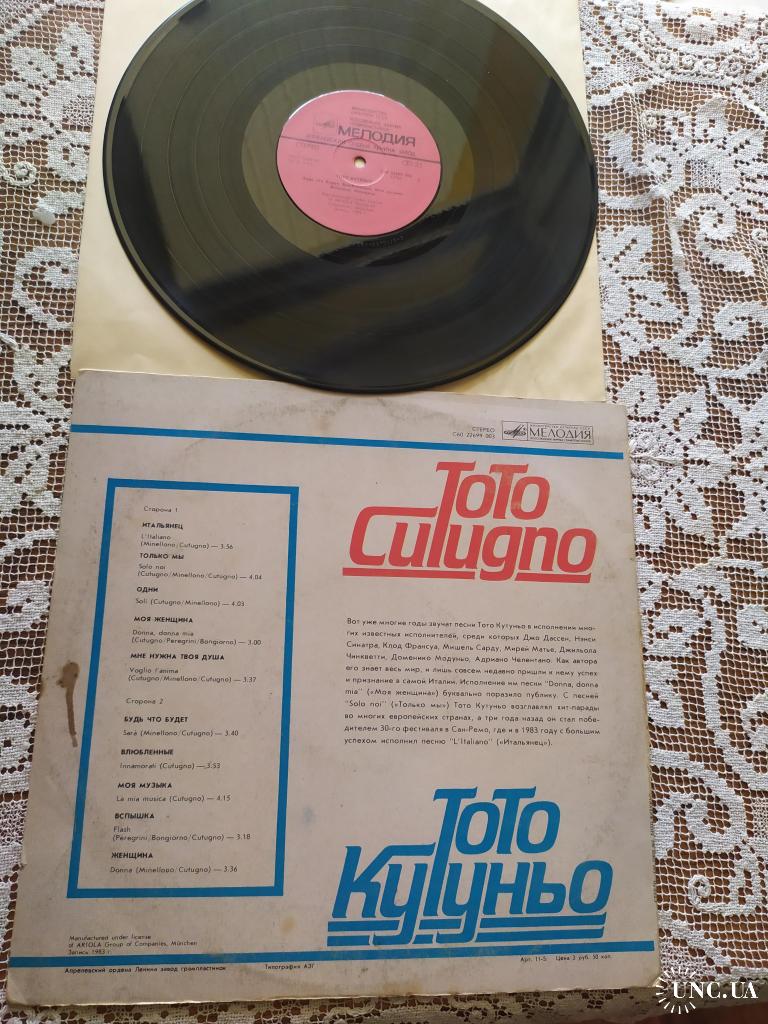 МЕЛОДИЯ
СТЕРЕО
СТЕРЕО
С60 22699 003
МЕЛОДИЯ
Сторона 1
ИТАЛЬЯНЕЦ
L'Italiano
(Minellono/Cutugno) — 3.56
ТОЛЬКО МЫ
Solo noi
(Cutugno/Minellono/Cutugno) — 4.04
ОДНИ
Soli (Cutugno/Minellono) — 4.03
МОЯ ЖЕНЩИНА
Donna, donna mia
(Cutugno/Peregrini/Bongiorno) — 3.00
МНЕ НУЖНА ТВОЯ ДУША
Voglio l'anima
(Cutugno/Minellono/Cutugno) — 3.37
Сторона 2
БУДЬ ЧТО БУДЕТ
Sarà (Minellono/Cutugno) — 3.40
ВЛЮБЛЕННЫЕ
Innamorati (Cutugno) — 3.53
МОЯ МУЗЫКА
La mia musica (Cutugno) — 4.15
ВСПЫШКА
Flash
(Peregrini/Bongiorno/Cutugno) — 3.18
ЖЕНЩИНА
Donna (Minellono/Cutugno) — 3.36
ToTo
Cutugno
Вот уже многие годы звучат песни Тото Кутуньо в исполнении мно-
гих известных исполнителей, среди которых Джо Дассен, Нэнси
Синатра, Клод Франсуа, Мишель Сарду, Мирей Матье, Джильола
Чинкветти, Доменико Модуньо, Адриано Челентано. Как автора
его знает весь мир, и лишь совсем недавно пришли к нему успех
и признание в самой Италии. Исполнение им песни "Donna, donna
mia" («Моя женщина») буквально поразило публику. С песней
"Solo noi" («Только мы») Тото Кутуньо возглавлял хит-парады
во многих европейских странах, а три года назад он стал побе-
дителем 30-го фестиваля в Сан-Ремо, где и в 1983 году с большим
успехом исполнил песню "L'Italiano" («Итальянец»).
ТоТо
Кутуньо
Manufactured under license
of ARIOLA Group of Companies, München
Запись 1983 г.
Апрелевский ордена Ленина завод грампластинок
Типография АЗГ
Арт. 11-5. Цена 3 руб. 50 коп.
UNC.UA